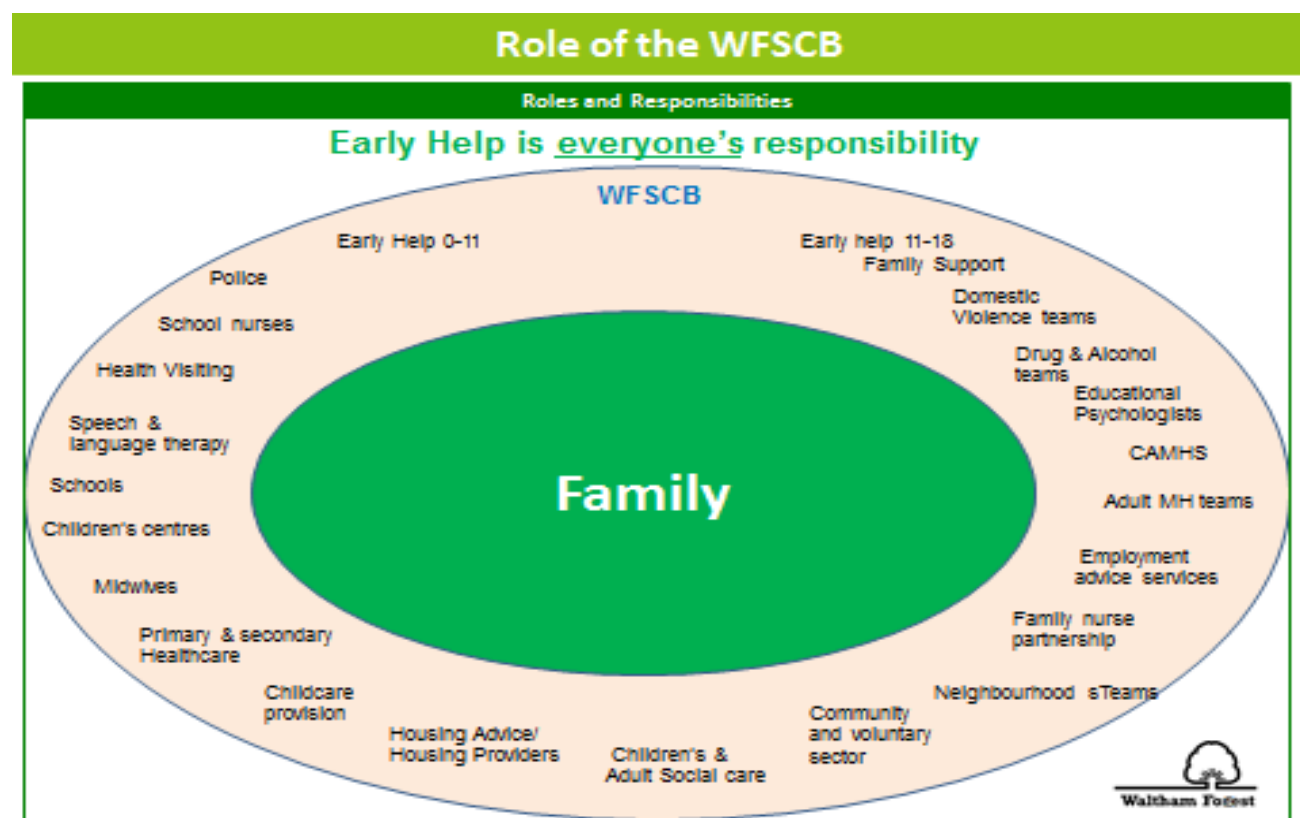 Role of the WFSCB
Roles and Responsibilities
Early Help is everyone's responsibility
WFSCB
Early Help 0-11
Early help 11-18
Family Support
Police
Domestic
Violence teams
School nurses
Drug & Alcohol
teams
Health Visiting
Educational
Psychologists
Speech &
language therapy
CAMHS
Schools
Family
Adult MH teams
Children's centres
Employment
advice services
Midwives
Family nurse
partnership
Primary & secondary
Healthcare
Neighbourhood sTeams
Childcare
provision
Community
and voluntary
sector
Housing Advice/
Housing Providers
Children's &
Adult Social care
Waltham Forest